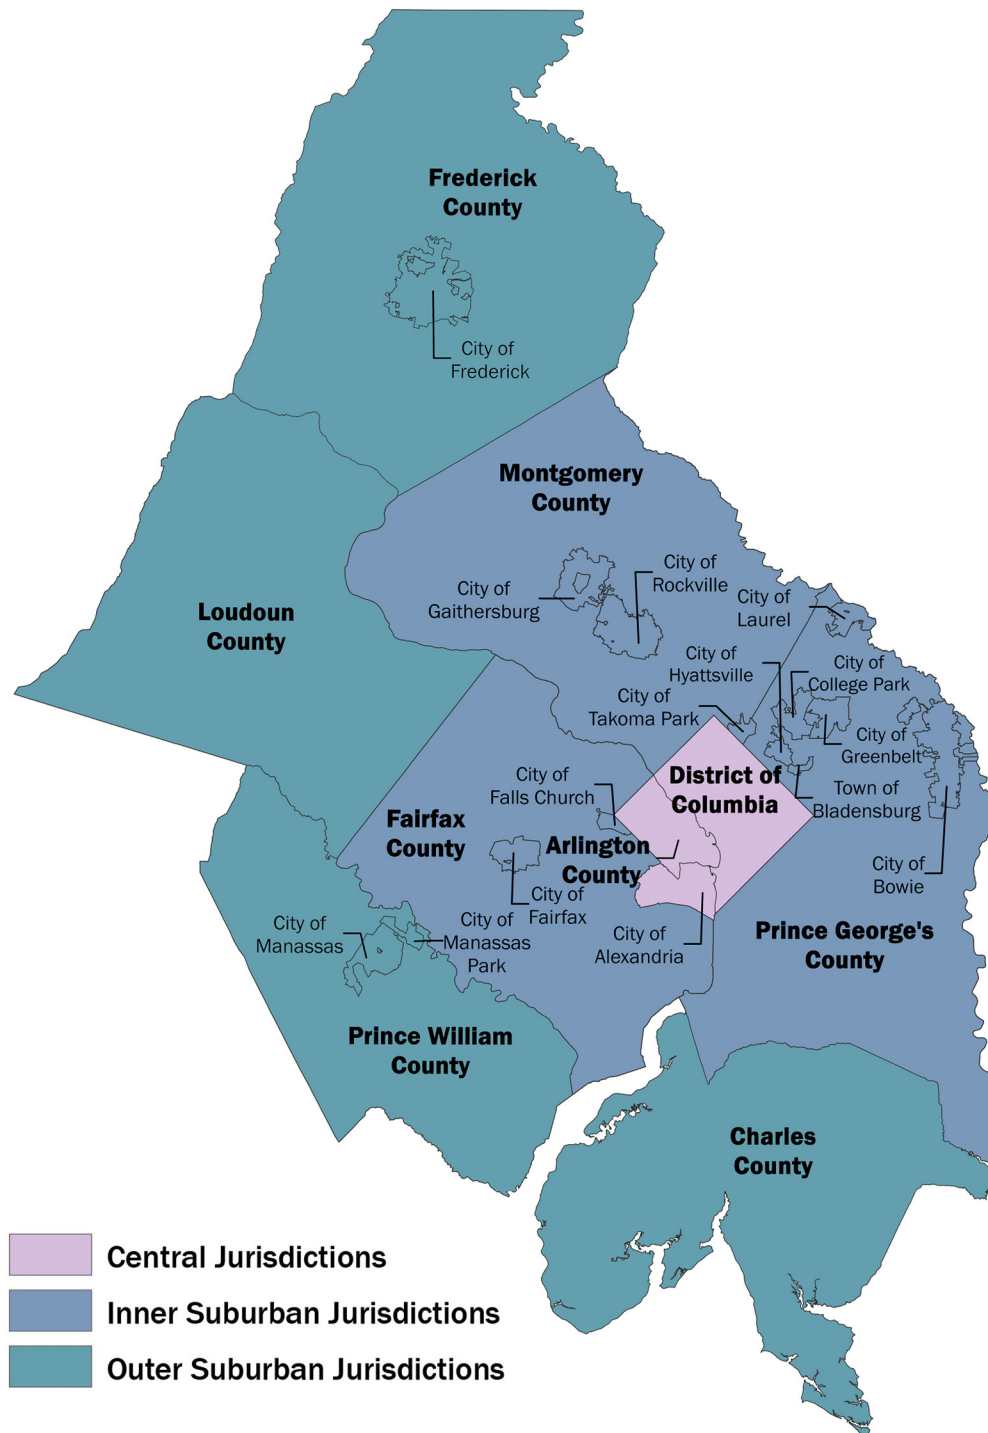 Frederick
County
City of
Frederick
Montgomery
County
City of
Rockville
City of
Gaithersburg
City of
Laurel
Loudoun
County
City of
Hyattsville
City of
College Park
City of
Takoma Park
City of
Greenbelt
District of
Columbia
City of
Falls Church
Town of
Bladensburg
Fairfax
County
Arlington
County
City of
Bowie
City of
Fairfax
City of
Manassas
City of
Manassas
Park
City of
Alexandria
Prince George's
County
Prince William
County
Charles
County
Central Jurisdictions
Inner Suburban Jurisdictions
Outer Suburban Jurisdictions